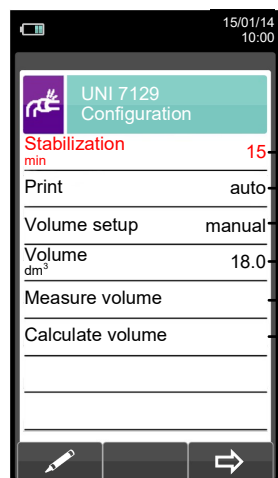 15/01/14
10:00
UNI 7129
Configuration
Stabilization
min
15
Print
auto
Volume setup
manual
Volume
dm³
18.0
Measure volume
Calculate volume